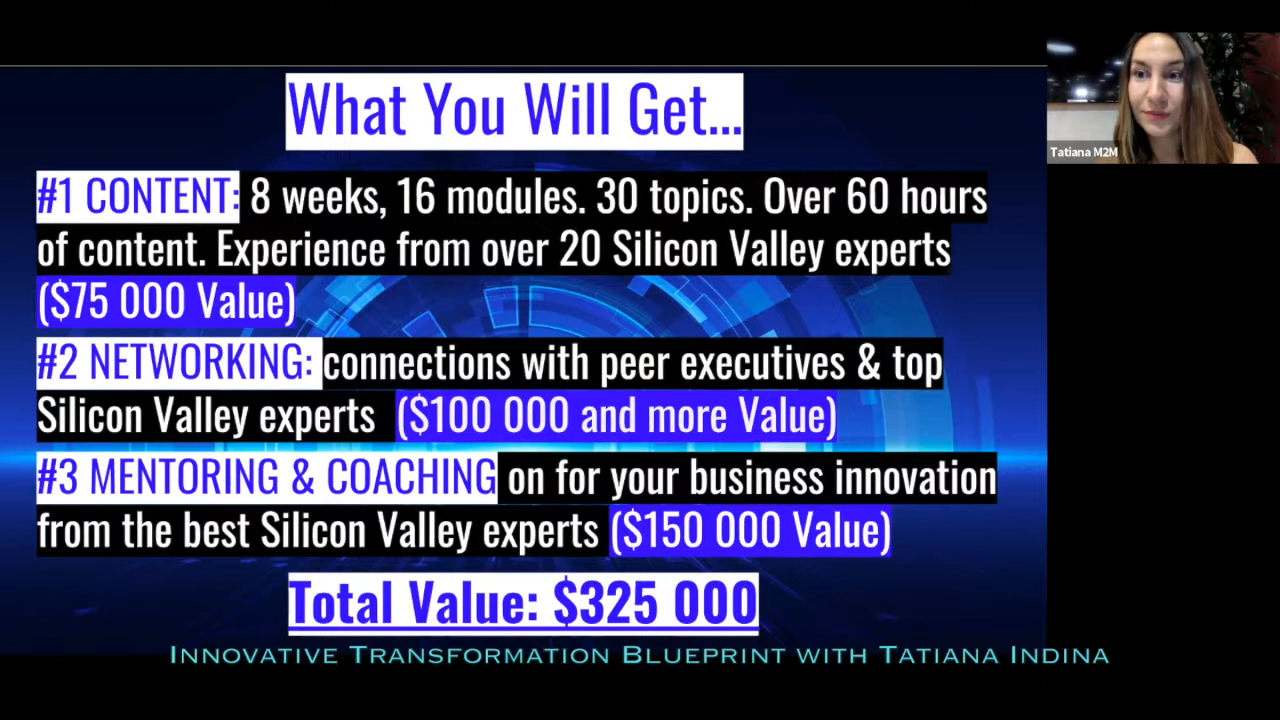 What You Will Get...
Tatiana M2M
#1 CONTENT: 8 weeks, 16 modules. 30 topics. Over 60 hours
of content. Experience from over 20 Silicon Valley experts
($75 000 Value)
#2 NETWORKING: connections with peer executives & top
Silicon Valley experts ($100 000 and more Value)
#3 MENTORING & COACHING on for your business innovation
from the best Silicon Valley experts ($150 000 Value)
Total Value: $325 000
INNOVATIVE TRANSFORMATION BLUEPRINT WITH TATIANA INDINA